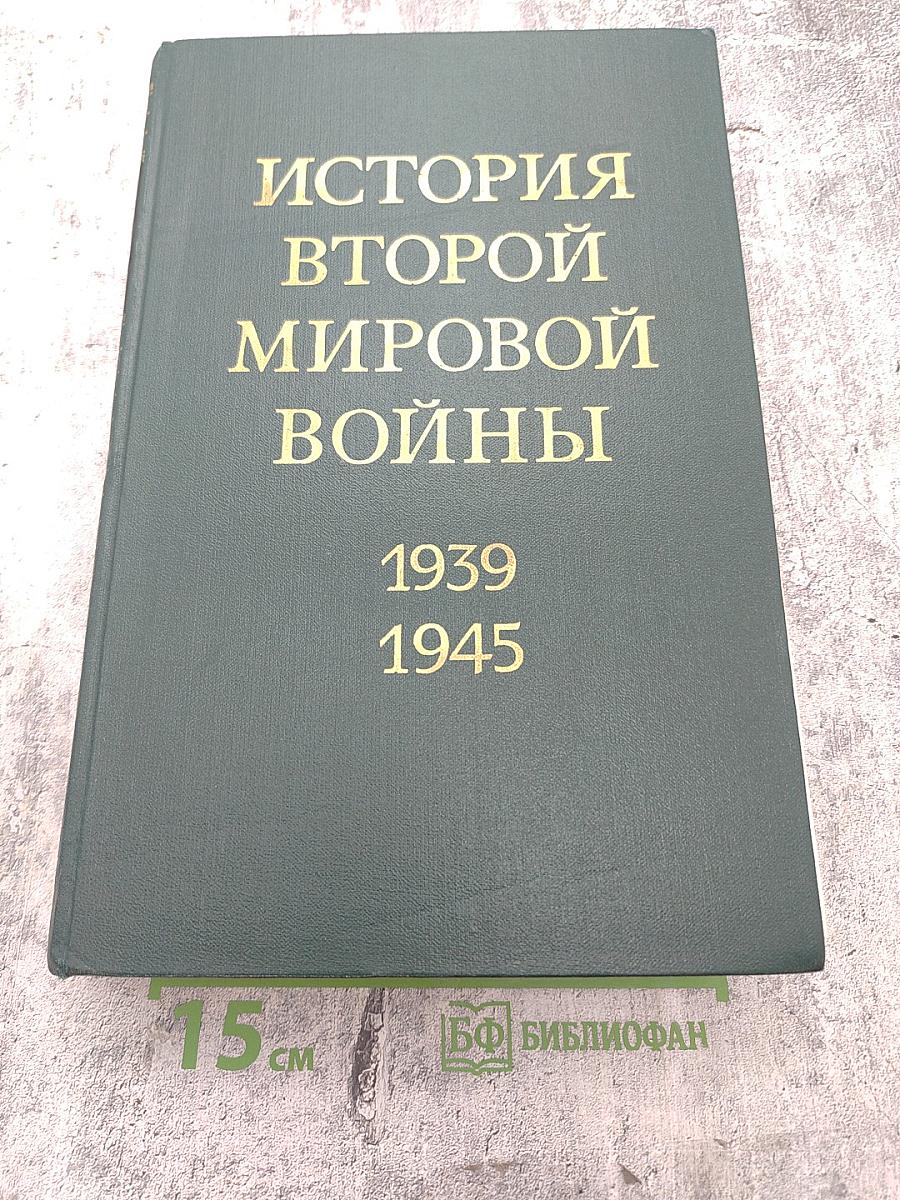 ИСТОРИЯ
ВТОРОЙ
МИРОВОЙ
ВОЙНЫ
1939
1945
15 см
БФ БИБЛИОФАН